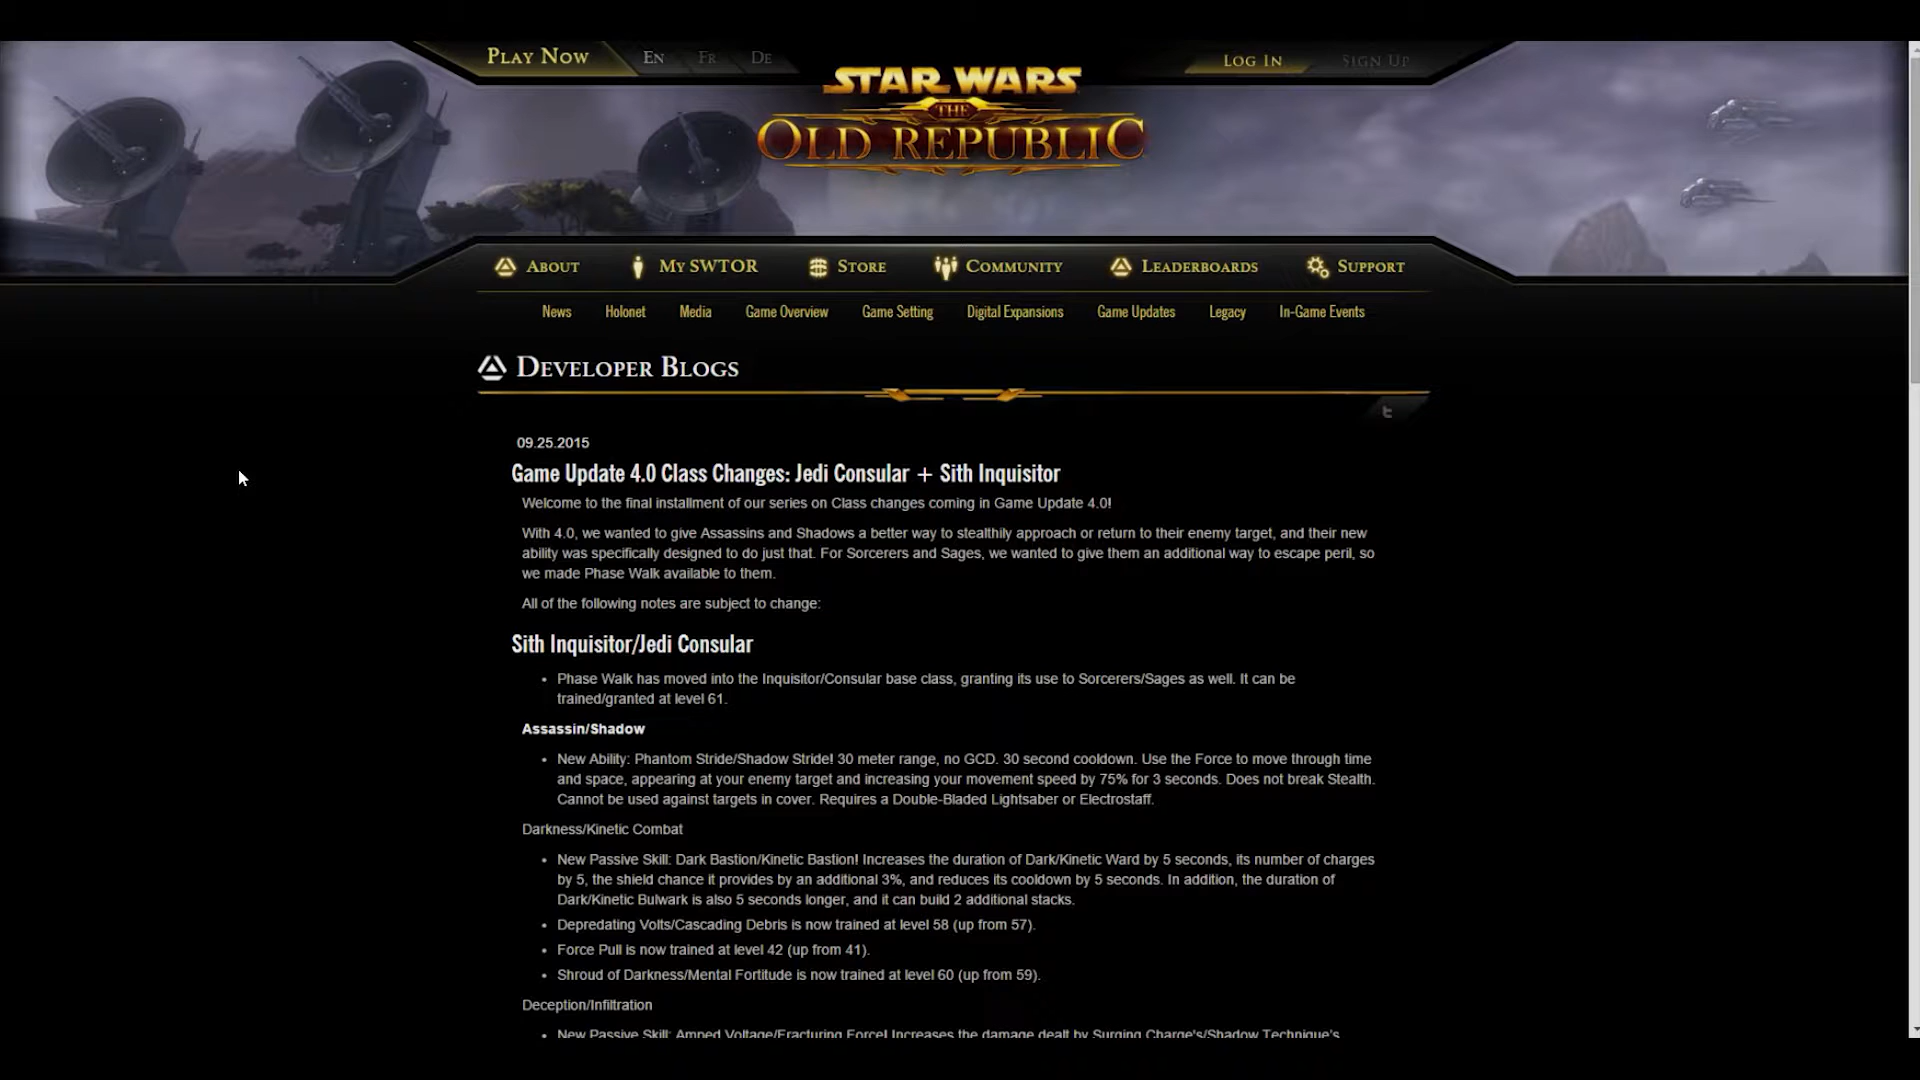 PLAY NOW EN FR DE LOG IN SIGN UP
STAR WARS
THE
OLD REPUBLIC
ABOUT MY SWTOR STORE COMMUNITY LEADERBOARDS SUPPORT
News Holonet Media Game Overview Game Setting Digital Expansions Game Updates Legacy In-Game Events
DEVELOPER BLOGS
09.25.2015
Game Update 4.0 Class Changes: Jedi Consular + Sith Inquisitor
Welcome to the final installment of our series on Class changes coming in Game Update 4.0!
With 4.0, we wanted to give Assassins and Shadows a better way to stealthily approach or return to their enemy target, and their new
ability was specifically designed to do just that. For Sorcerers and Sages, we wanted to give them an additional way to escape peril, so
we made Phase Walk available to them.
All of the following notes are subject to change:
Sith Inquisitor/Jedi Consular
• Phase Walk has moved into the Inquisitor/Consular base class, granting its use to Sorcerers/Sages as well. It can be
trained/granted at level 61.
Assassin/Shadow
• New Ability: Phantom Stride/Shadow Stride! 30 meter range, no GCD. 30 second cooldown. Use the Force to move through time
and space, appearing at your enemy target and increasing your movement speed by 75% for 3 seconds. Does not break Stealth.
Cannot be used against targets in cover. Requires a Double-Bladed Lightsaber or Electrostaff.
Darkness/Kinetic Combat
• New Passive Skill: Dark Bastion/Kinetic Bastion! Increases the duration of Dark/Kinetic Ward by 5 seconds, its number of charges
by 5, the shield chance it provides by an additional 3%, and reduces its cooldown by 5 seconds. In addition, the duration of
Dark/Kinetic Bulwark is also 5 seconds longer, and it can build 2 additional stacks.
• Depredating Volts/Cascading Debris is now trained at level 58 (up from 57).
• Force Pull is now trained at level 42 (up from 41).
• Shroud of Darkness/Mental Fortitude is now trained at level 60 (up from 59).
Deception/Infiltration
• New Passive Skill: Amped Voltage/Fracturing Force! Increases the damage dealt by Surging Charge's/Shadow Technique's